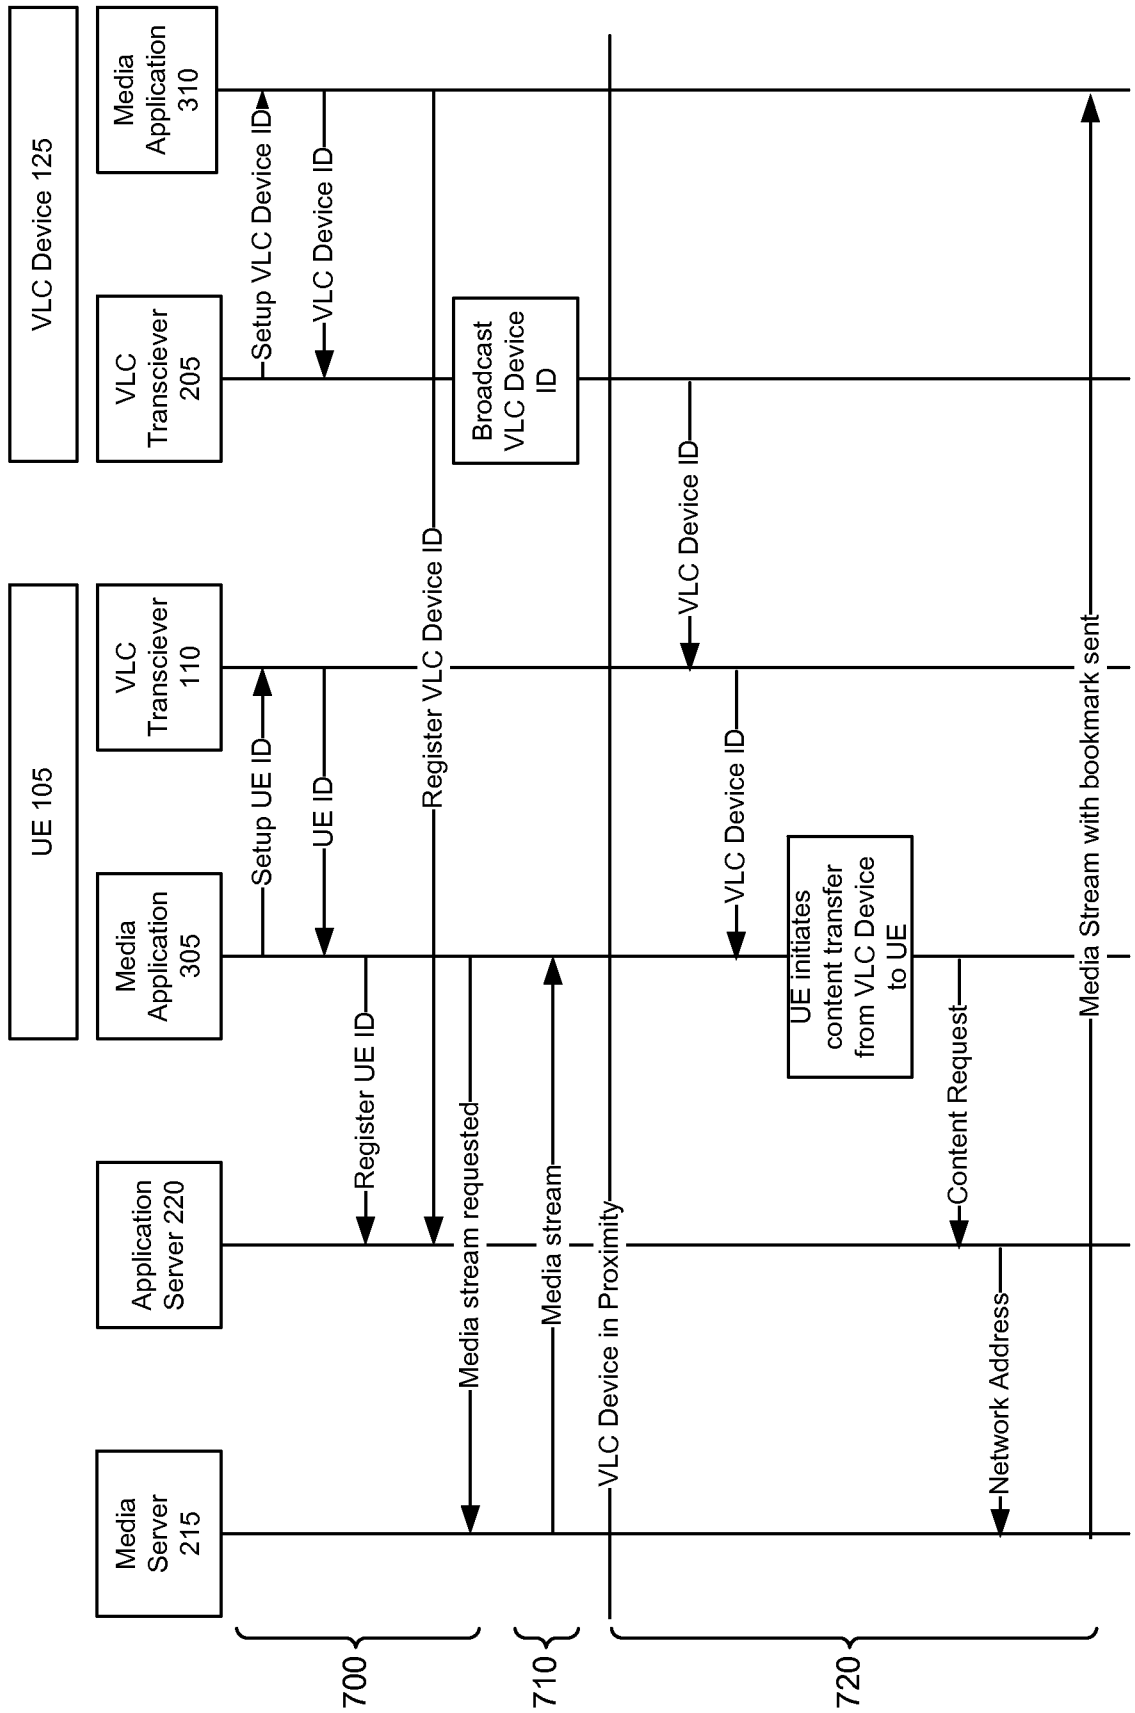 UE 105
VLC Device 125
Media
Server
215
Application
Server 220
Media
Application
305
VLC
Transciever
110
VLC
Transciever
205
Media
Application
310
700
Setup UE ID
Setup VLC Device ID
UE ID
VLC Device ID
Register UE ID
Register VLC Device ID
Media stream requested
710
Media stream
Broadcast
VLC Device
ID
VLC Device in Proximity
720
VLC Device ID
VLC Device ID
UE initiates
content transfer
from VLC Device
to UE
Content Request
Network Address
Media Stream with bookmark sent